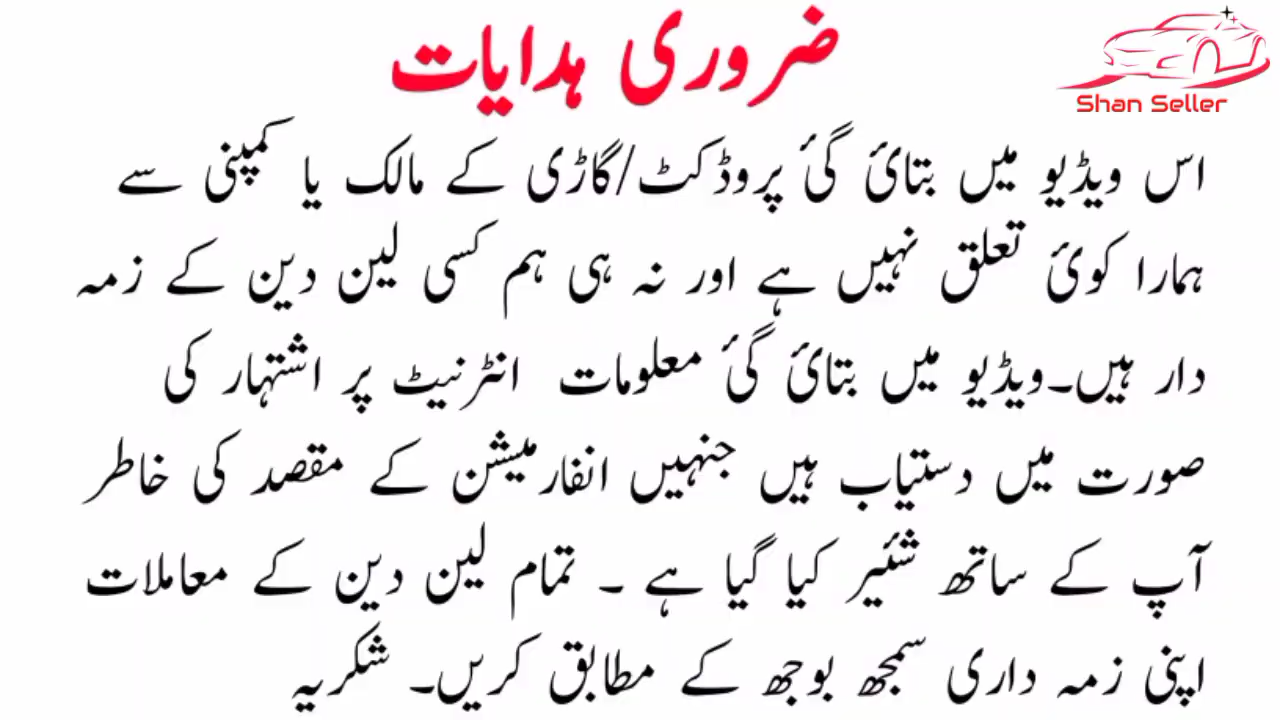 ضروری ہدایات
Shan Seller
اس ویڈیو میں بتائ گئ پروڈکٹ/گاڑی کے مالک یا کمپنی سے
ہمارا کوئ تعلق نہیں ہے اور نہ ہی ہم کسی لین دین کے زمہ
دار ہیں۔ویڈیو میں بتائ گئ معلومات انٹرنیٹ پر اشتہار کی
صورت میں دستیاب ہیں جنہیں انفارمیشن کے مقصد کی خاطر
آپ کے ساتھ شئیر کیا گیا ہے ۔ تمام لین دین کے معاملات
اپنی زمہ داری سمجھ بوجھ کے مطابق کریں۔ شکریہ